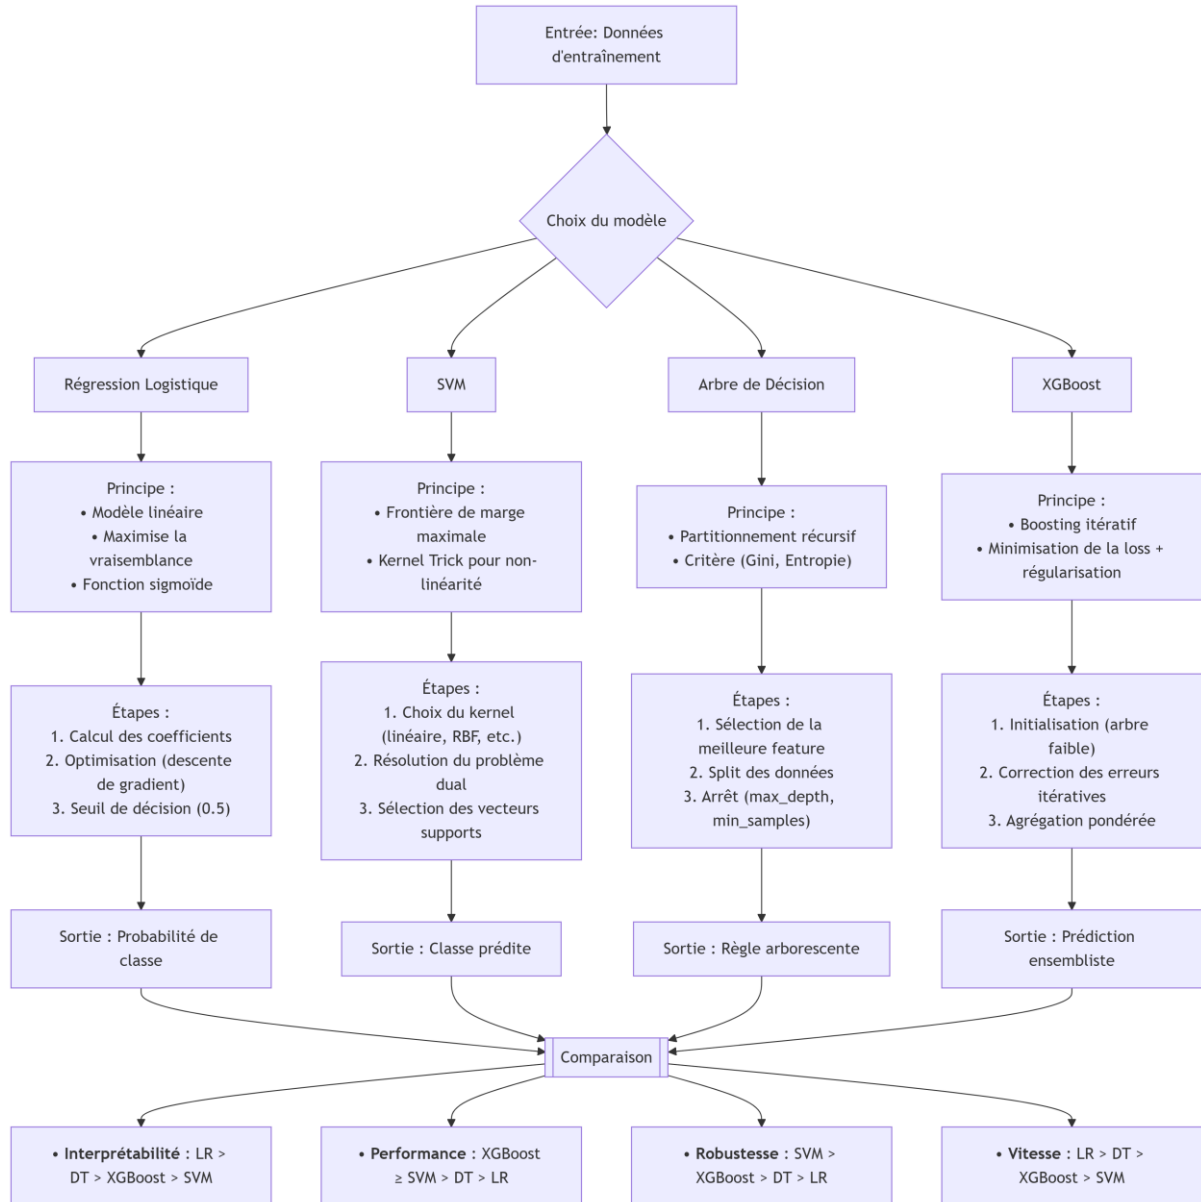 Entrée: Données
d'entraînement
Choix du modèle
Régression Logistique
SVM
Arbre de Décision
XGBoost
Principe :
• Modèle linéaire
• Maximise la
vraisemblance
• Fonction sigmoïde
Principe :
• Frontière de marge
maximale
• Kernel Trick pour non-
linéarité
Principe :
• Partitionnement récursif
• Critère (Gini, Entropie)
Principe :
• Boosting itératif
• Minimisation de la loss +
régularisation
Étapes :
1. Calcul des coefficients
2. Optimisation (descente
de gradient)
3. Seuil de décision (0.5)
Étapes :
1. Choix du kernel
(linéaire, RBF, etc.)
2. Résolution du problème
dual
3. Sélection des vecteurs
supports
Étapes :
1. Sélection de la
meilleure feature
2. Split des données
3. Arrêt (max_depth,
min_samples)
Étapes :
1. Initialisation (arbre
faible)
2. Correction des erreurs
itératives
3. Agrégation pondérée
Sortie : Probabilité de
classe
Sortie : Classe prédite
Sortie : Règle arborescente
Sortie : Prédiction
ensembliste
Comparaison
• Interprétabilité : LR >
DT > XGBoost > SVM
• Performance : XGBoost
≥ SVM > DT > LR
• Robustesse : SVM >
XGBoost > DT > LR
• Vitesse : LR > DT >
XGBoost > SVM